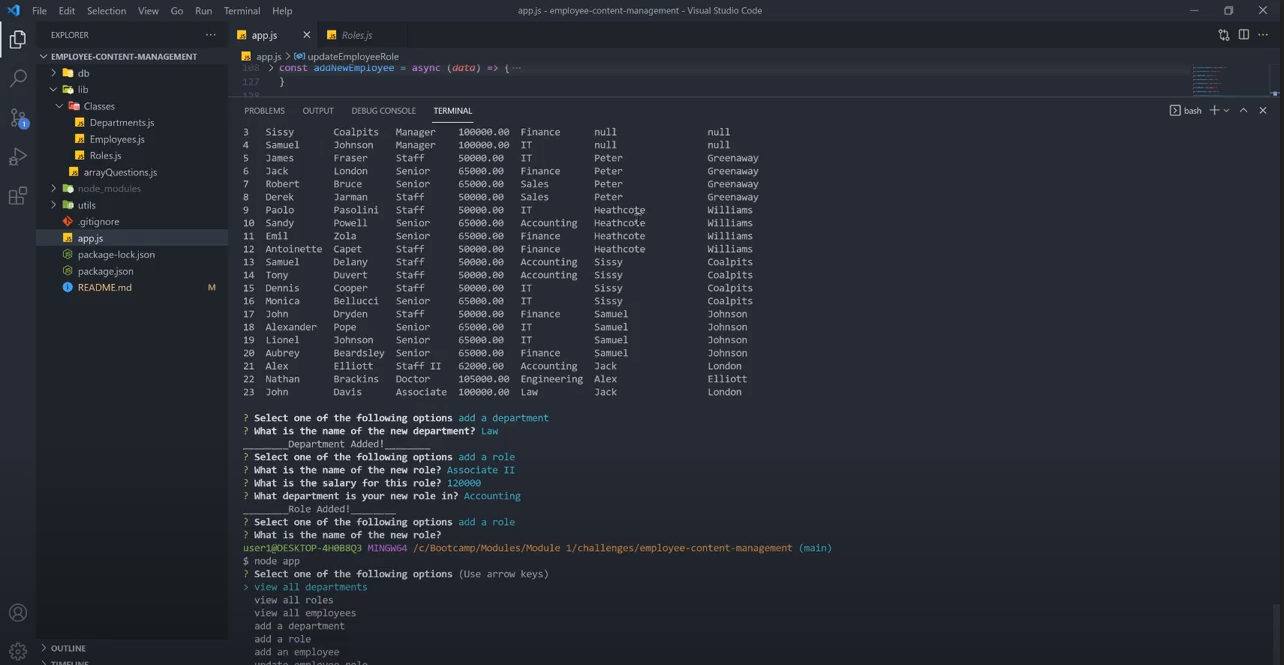 File Edit Selection View Go Run Terminal Help
app.js - employee-content-management - Visual Studio Code
EXPLORER
EMPLOYEE-CONTENT-MANAGEMENT
db
lib
Classes
Departments.js
Employees.js
Roles.js
arrayQuestions.js
node_modules
utils
.gitignore
app.js
package-lock.json
package.json
README.md M
OUTLINE
TIMELINE
1
app.js Roles.js
app.js > updateEmployeeRole
const addNewEmployee = async (data) => { ...
127 }
PROBLEMS OUTPUT DEBUG CONSOLE TERMINAL
bash
3 Sissy Coalpits Manager 100000.00 Finance null null
4 Samuel Johnson Manager 100000.00 IT null null
5 James Fraser Staff 50000.00 IT Peter Greenaway
6 Jack London Senior 65000.00 Finance Peter Greenaway
7 Robert Bruce Senior 65000.00 Sales Peter Greenaway
8 Derek Jarman Staff 50000.00 Sales Peter Greenaway
9 Paolo Pasolini Staff 50000.00 IT Heathcote Williams
10 Sandy Powell Senior 65000.00 Accounting Heathcote Williams
11 Emil Zola Senior 65000.00 Finance Heathcote Williams
12 Antoinette Capet Staff 50000.00 Finance Heathcote Williams
13 Samuel Delany Staff 50000.00 Accounting Sissy Coalpits
14 Tony Duvert Staff 50000.00 Accounting Sissy Coalpits
15 Dennis Cooper Staff 50000.00 IT Sissy Coalpits
16 Monica Bellucci Senior 65000.00 IT Sissy Coalpits
17 John Dryden Staff 50000.00 Finance Samuel Johnson
18 Alexander Pope Senior 65000.00 IT Samuel Johnson
19 Lionel Johnson Senior 65000.00 IT Samuel Johnson
20 Aubrey Beardsley Senior 65000.00 Finance Samuel Johnson
21 Alex Elliott Staff II 62000.00 Accounting Jack London
22 Nathan Brackins Doctor 105000.00 Engineering Alex Elliott
23 John Davis Associate 100000.00 Law Jack London
? Select one of the following options add a department
? What is the name of the new department? Law
________Department Added!________
? Select one of the following options add a role
? What is the name of the new role? Associate II
? What is the salary for this role? 120000
? What department is your new role in? Accounting
________Role Added!________
? Select one of the following options add a role
? What is the name of the new role?
user1@DESKTOP-4H0B8Q3 MINGW64 /c/Bootcamp/Modules/Module 1/challenges/employee-content-management (main)
$ node app
? Select one of the following options (Use arrow keys)
> view all departments
view all roles
view all employees
add a department
add a role
add an employee
update employee role